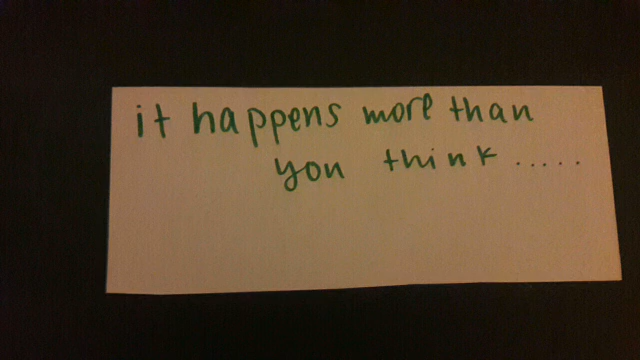 it happens more than
you think .....